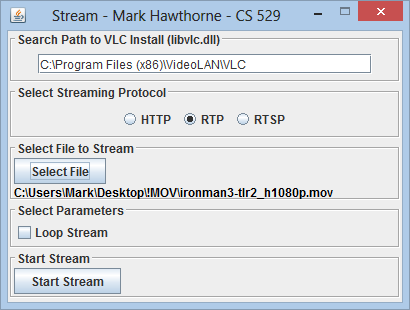 Stream - Mark Hawthorne - CS 529
Search Path to VLC Install (libvlc.dll)
C:\Program Files (x86)\VideoLAN\VLC
Select Streaming Protocol
HTTP RTP RTSP
Select File to Stream
Select File
C:\Users\Mark\Desktop\!MOV\ironman3-tlr2_h1080p.mov
Select Parameters
Loop Stream
Start Stream
Start Stream